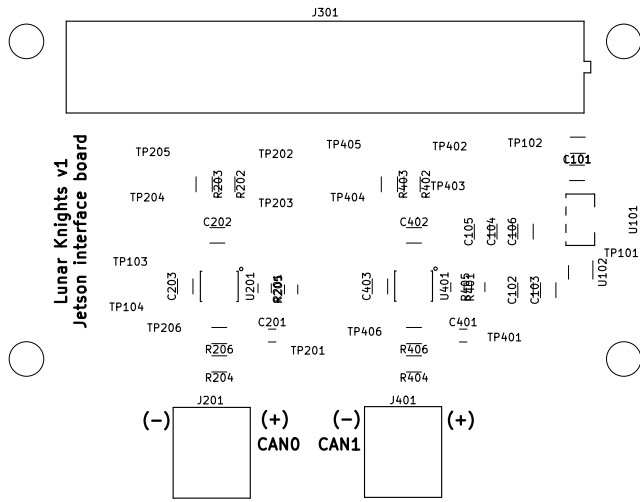 J301
TP405
TP402
TP102
TP205
TP202
C101
Lunar Knights v1
Jetson interface board
R203
R202
R403
R402
TP403
TP204
TP203
TP404
C202
C402
C105
C104
C106
U101
TP101
TP103
C203
U201
R205
C403
U401
R405
R401
C102
C103
U102
TP104
TP206
C201
TP406
C401
TP401
R206
TP201
R406
R204
R404
J201
J401
(-)
(+)
(-)
(+)
CAN0
CAN1